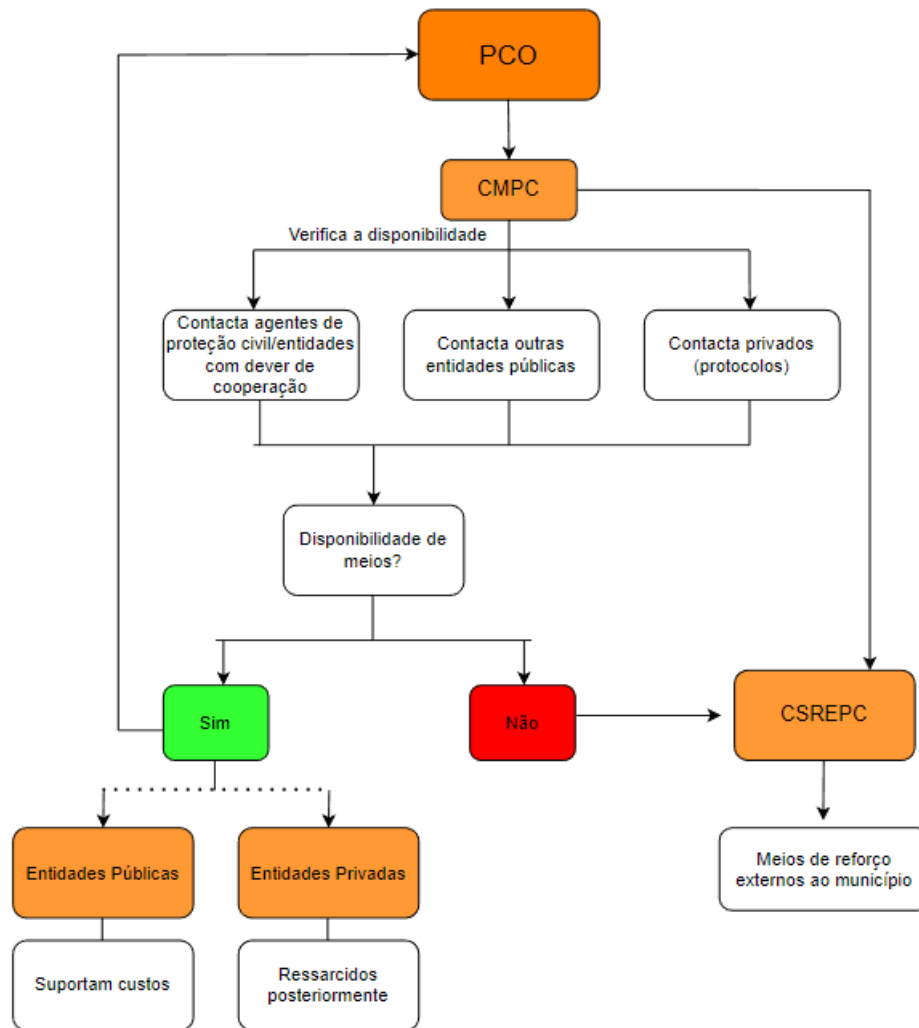 PCO
CMPC
Verifica a disponibilidade
Contacta agentes de
proteção civil/entidades
com dever de
cooperação
Contacta outras
entidades públicas
Contacta privados
(protocolos)
Disponibilidade de
meios?
Sim
Não
CSREPC
Entidades Públicas
Entidades Privadas
Meios de reforço
externos ao município
Suportam custos
Ressarcidos
posteriormente